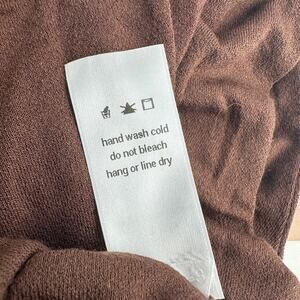 hand wash cold
do not bleach
hang or line dry